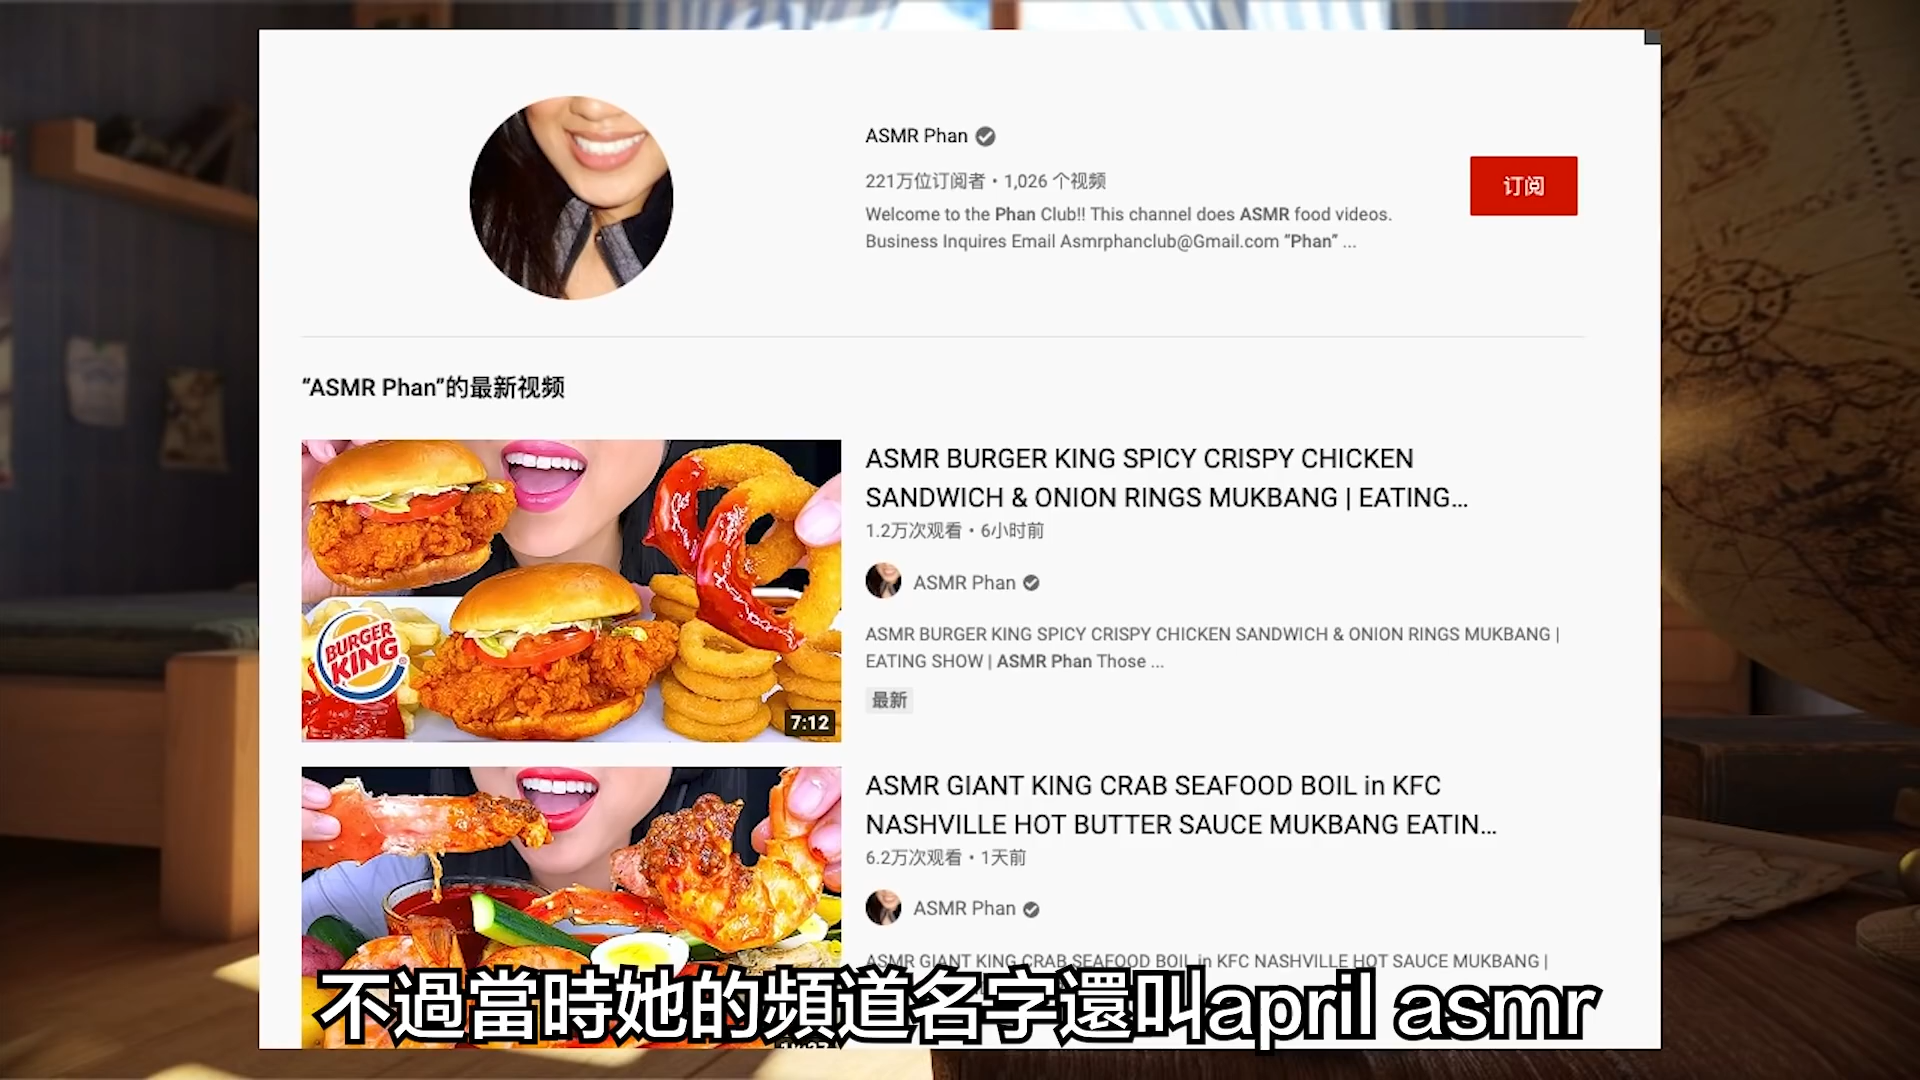 ASMR Phan
221万位订阅者 • 1,026 个视频
Welcome to the Phan Club!! This channel does ASMR food videos.
Business Inquires Email Asmrphanclub@Gmail.com “Phan” ...
订阅
“ASMR Phan”的最新视频
BURGER
KING
7:12
ASMR BURGER KING SPICY CRISPY CHICKEN
SANDWICH & ONION RINGS MUKBANG | EATING...
1.2万次观看 • 6小时前
ASMR Phan
ASMR BURGER KING SPICY CRISPY CHICKEN SANDWICH & ONION RINGS MUKBANG |
EATING SHOW | ASMR Phan Those ...
最新
ASMR GIANT KING CRAB SEAFOOD BOIL in KFC
NASHVILLE HOT BUTTER SAUCE MUKBANG EATIN...
6.2万次观看 • 1天前
ASMR Phan
ASMR GIANT KING CRAB SEAFOOD BOIL in KFC NASHVILLE HOT SAUCE MUKBANG |
不過當時她的頻道名字還叫april asmr